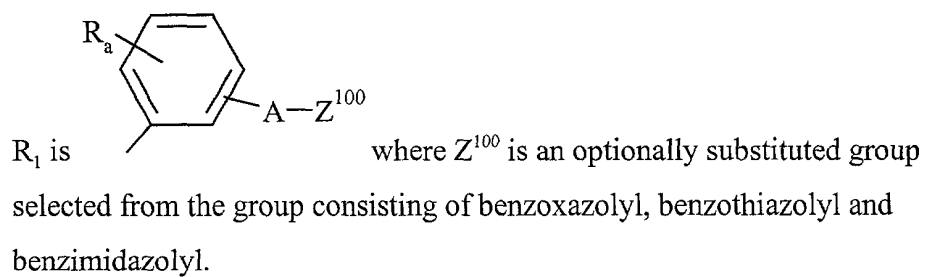 Rₐ
A—Z¹⁰⁰
R₁ is where Z¹⁰⁰ is an optionally substituted group
selected from the group consisting of benzoxazolyl, benzothiazolyl and
benzimidazolyl.